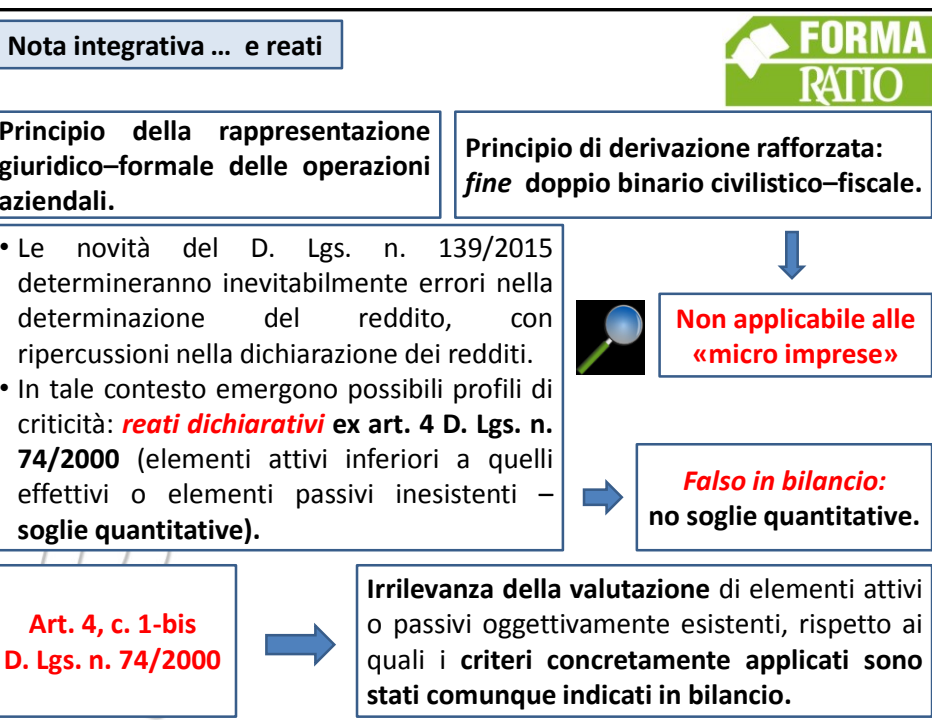 Nota integrativa … e reati
FORMA
RATIO
Principio della rappresentazione
giuridico–formale delle operazioni
aziendali.
Principio di derivazione rafforzata:
fine doppio binario civilistico–fiscale.
• Le novità del D. Lgs. n. 139/2015
determineranno inevitabilmente errori nella
determinazione del reddito, con
ripercussioni nella dichiarazione dei redditi.
• In tale contesto emergono possibili profili di
criticità: reati dichiarativi ex art. 4 D. Lgs. n.
74/2000 (elementi attivi inferiori a quelli
effettivi o elementi passivi inesistenti –
soglie quantitative).
Non applicabile alle
«micro imprese»
Falso in bilancio:
no soglie quantitative.
Art. 4, c. 1-bis
D. Lgs. n. 74/2000
Irrilevanza della valutazione di elementi attivi
o passivi oggettivamente esistenti, rispetto ai
quali i criteri concretamente applicati sono
stati comunque indicati in bilancio.